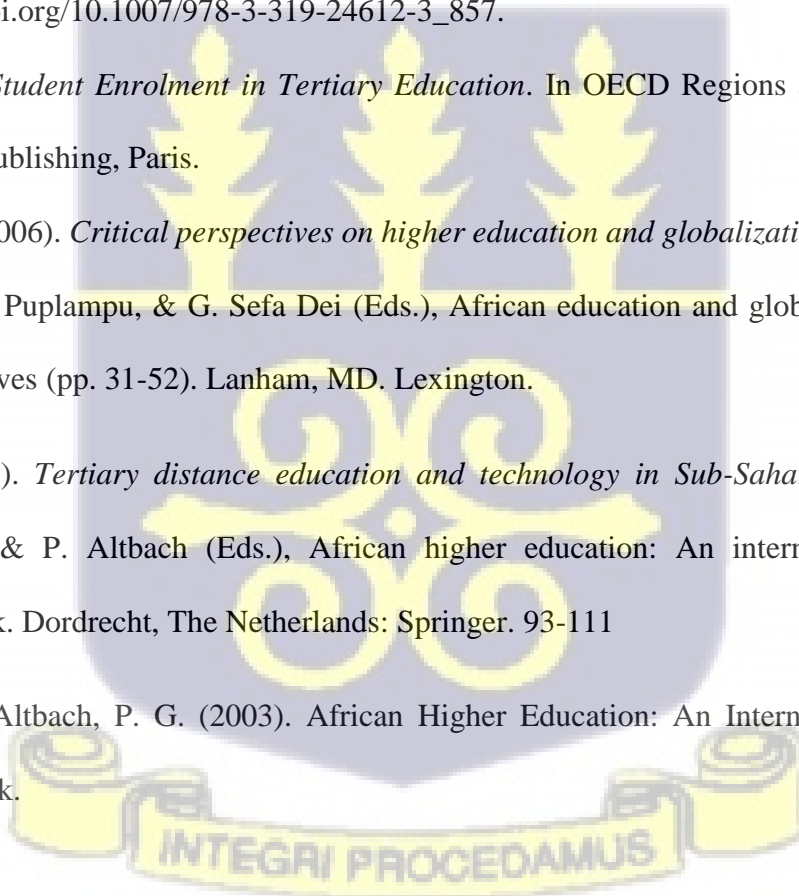 oi.org/10.1007/978-3-319-24612-3_857.
Student Enrolment in Tertiary Education. In OECD Regions
ublishing, Paris.
006). Critical perspectives on higher education and globalizati
Puplampu, & G. Sefa Dei (Eds.), African education and glob
ves (pp. 31-52). Lanham, MD. Lexington.
). Tertiary distance education and technology in Sub-Saha
& P. Altbach (Eds.), African higher education: An intern
k. Dordrecht, The Netherlands: Springer. 93-111
Altbach, P. G. (2003). African Higher Education: An Intern
k.
INTEGRI PROCEDAMUS